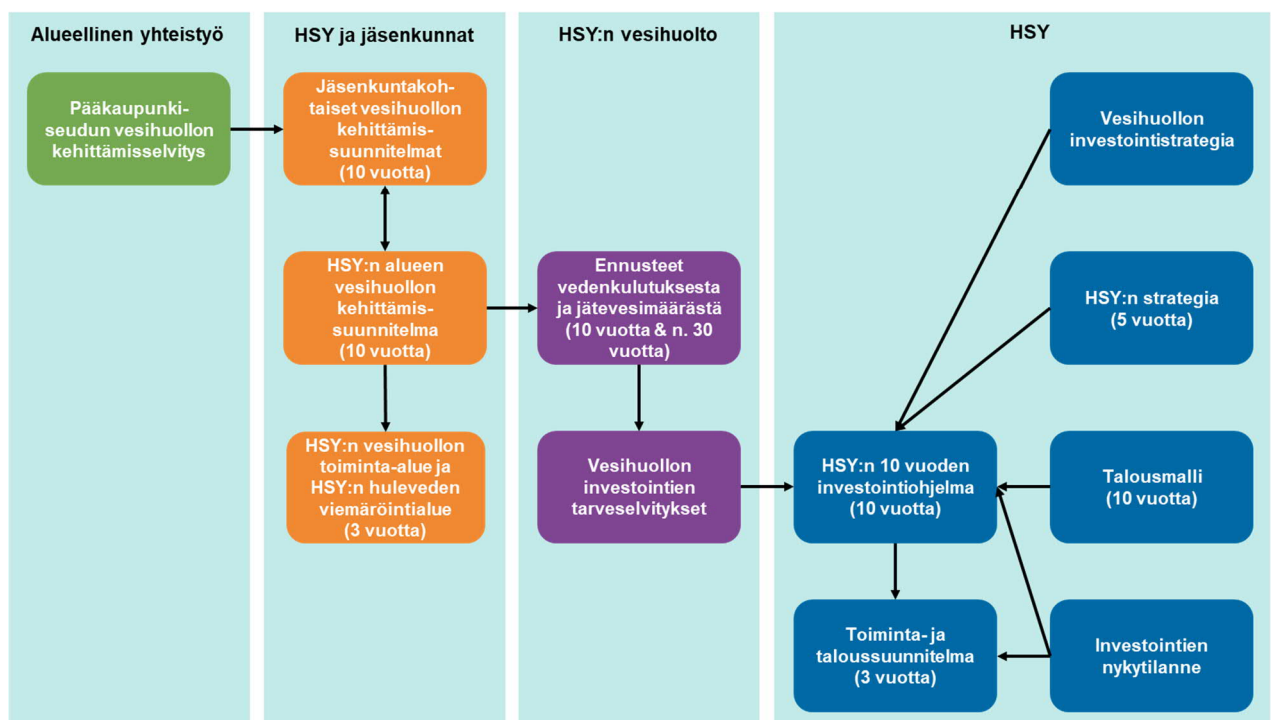 Alueellinen yhteistyö
Pääkaupunki-
seudun vesihuollon
kehittämisselvitys
HSY ja jäsenkunnat
Jäsenkuntakoh-
taiset vesihuollon
kehittämis-
suunnitelmat
(10 vuotta)
HSY:n alueen
vesihuollon
kehittämis-
suunnitelma
(10 vuotta)
HSY:n vesihuollon
toiminta-alue ja
HSY:n huleveden
viemäröintialue
(3 vuotta)
HSY:n vesihuolto
Ennusteet
vedenkulutuksesta
ja jätevesimäärästä
(10 vuotta & n. 30
vuotta)
Vesihuollon
investointien
tarveselvitykset
HSY
Vesihuollon
investointistrategia
HSY:n strategia
(5 vuotta)
HSY:n 10 vuoden
investointiohjelma
(10 vuotta)
Talousmalli
(10 vuotta)
Toiminta- ja
taloussuunnitelma
(3 vuotta)
Investointien
nykytilanne